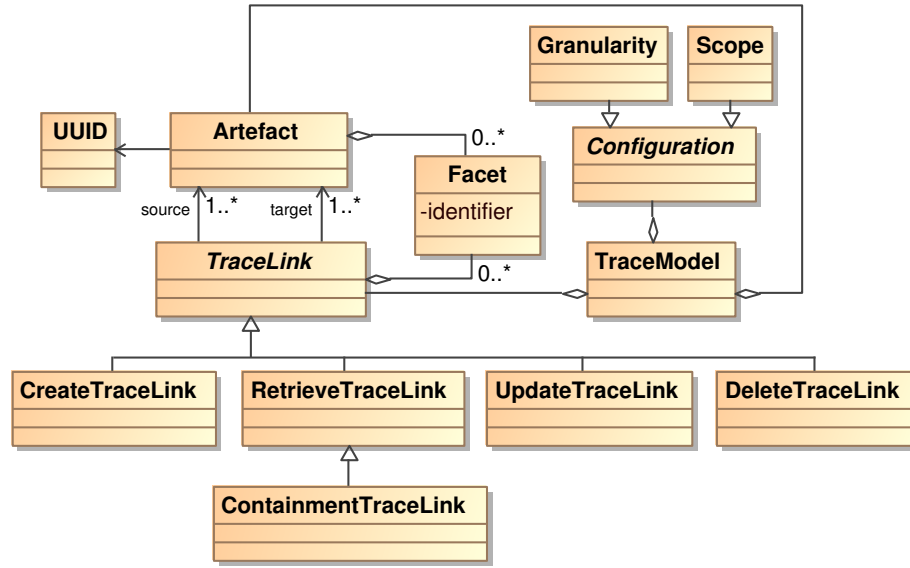 Granularity
Scope
UUID
Artefact
0..*
Configuration
Facet
-identifier
source
1..*
target
1..*
TraceLink
0..*
TraceModel
CreateTraceLink
RetrieveTraceLink
UpdateTraceLink
DeleteTraceLink
ContainmentTraceLink